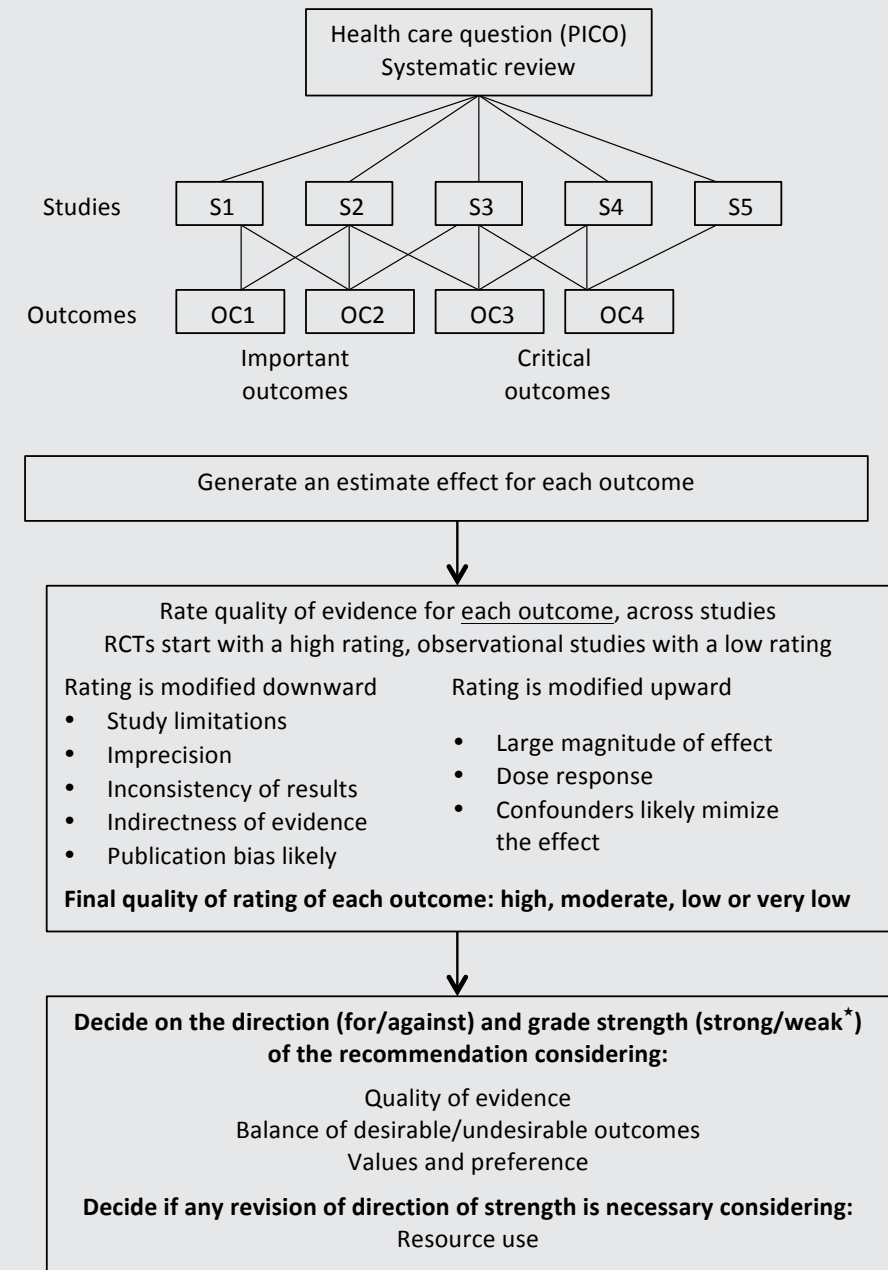 Health care question (PICO)
Systematic review
Studies
S1
S2
S3
S4
S5
Outcomes
OC1
OC2
OC3
OC4
Important
outcomes
Critical
outcomes
Generate an estimate effect for each outcome
Rate quality of evidence for each outcome, across studies
RCTs start with a high rating, observational studies with a low rating
Rating is modified downward
• Study limitations
• Imprecision
• Inconsistency of results
• Indirectness of evidence
• Publication bias likely
Rating is modified upward
• Large magnitude of effect
• Dose response
• Confounders likely mimize
the effect
Final quality of rating of each outcome: high, moderate, low or very low
Decide on the direction (for/against) and grade strength (strong/weak★)
of the recommendation considering:
Quality of evidence
Balance of desirable/undesirable outcomes
Values and preference
Decide if any revision of direction of strength is necessary considering:
Resource use